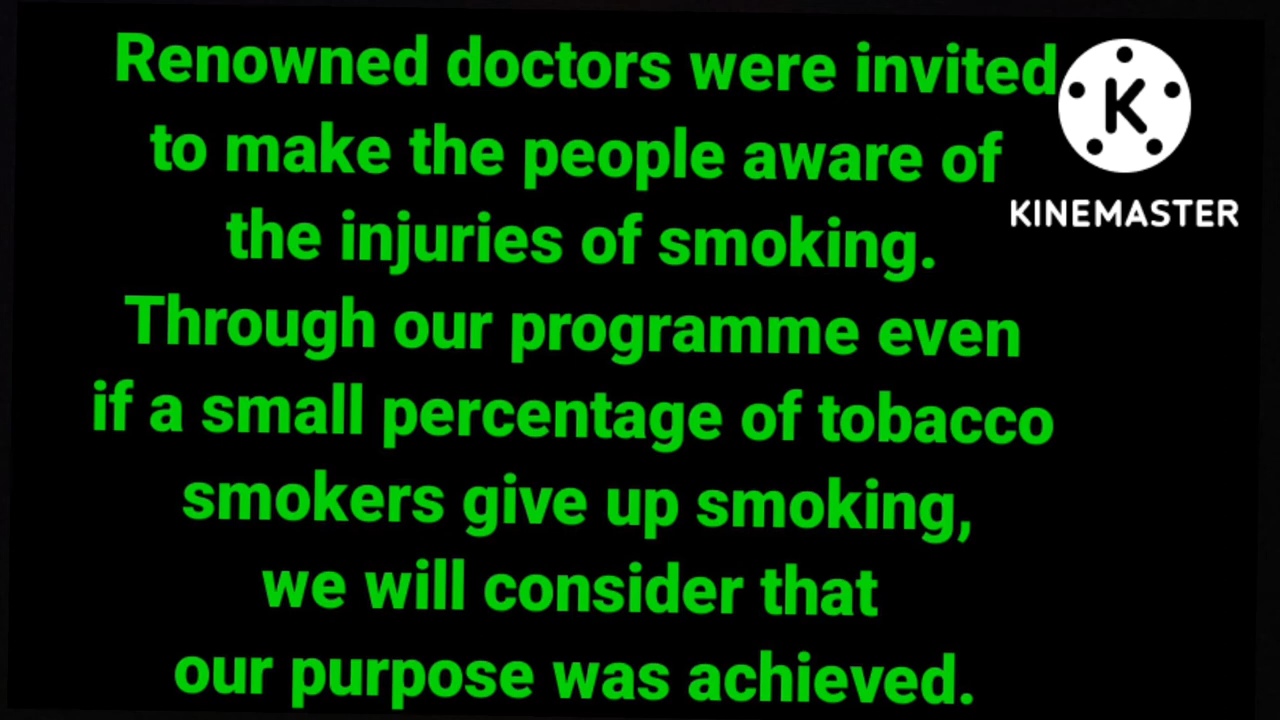 Renowned doctors were invited
to make the people aware of
the injuries of smoking.
Through our programme even
if a small percentage of tobacco
smokers give up smoking,
we will consider that
our purpose was achieved.
K
KINEMASTER